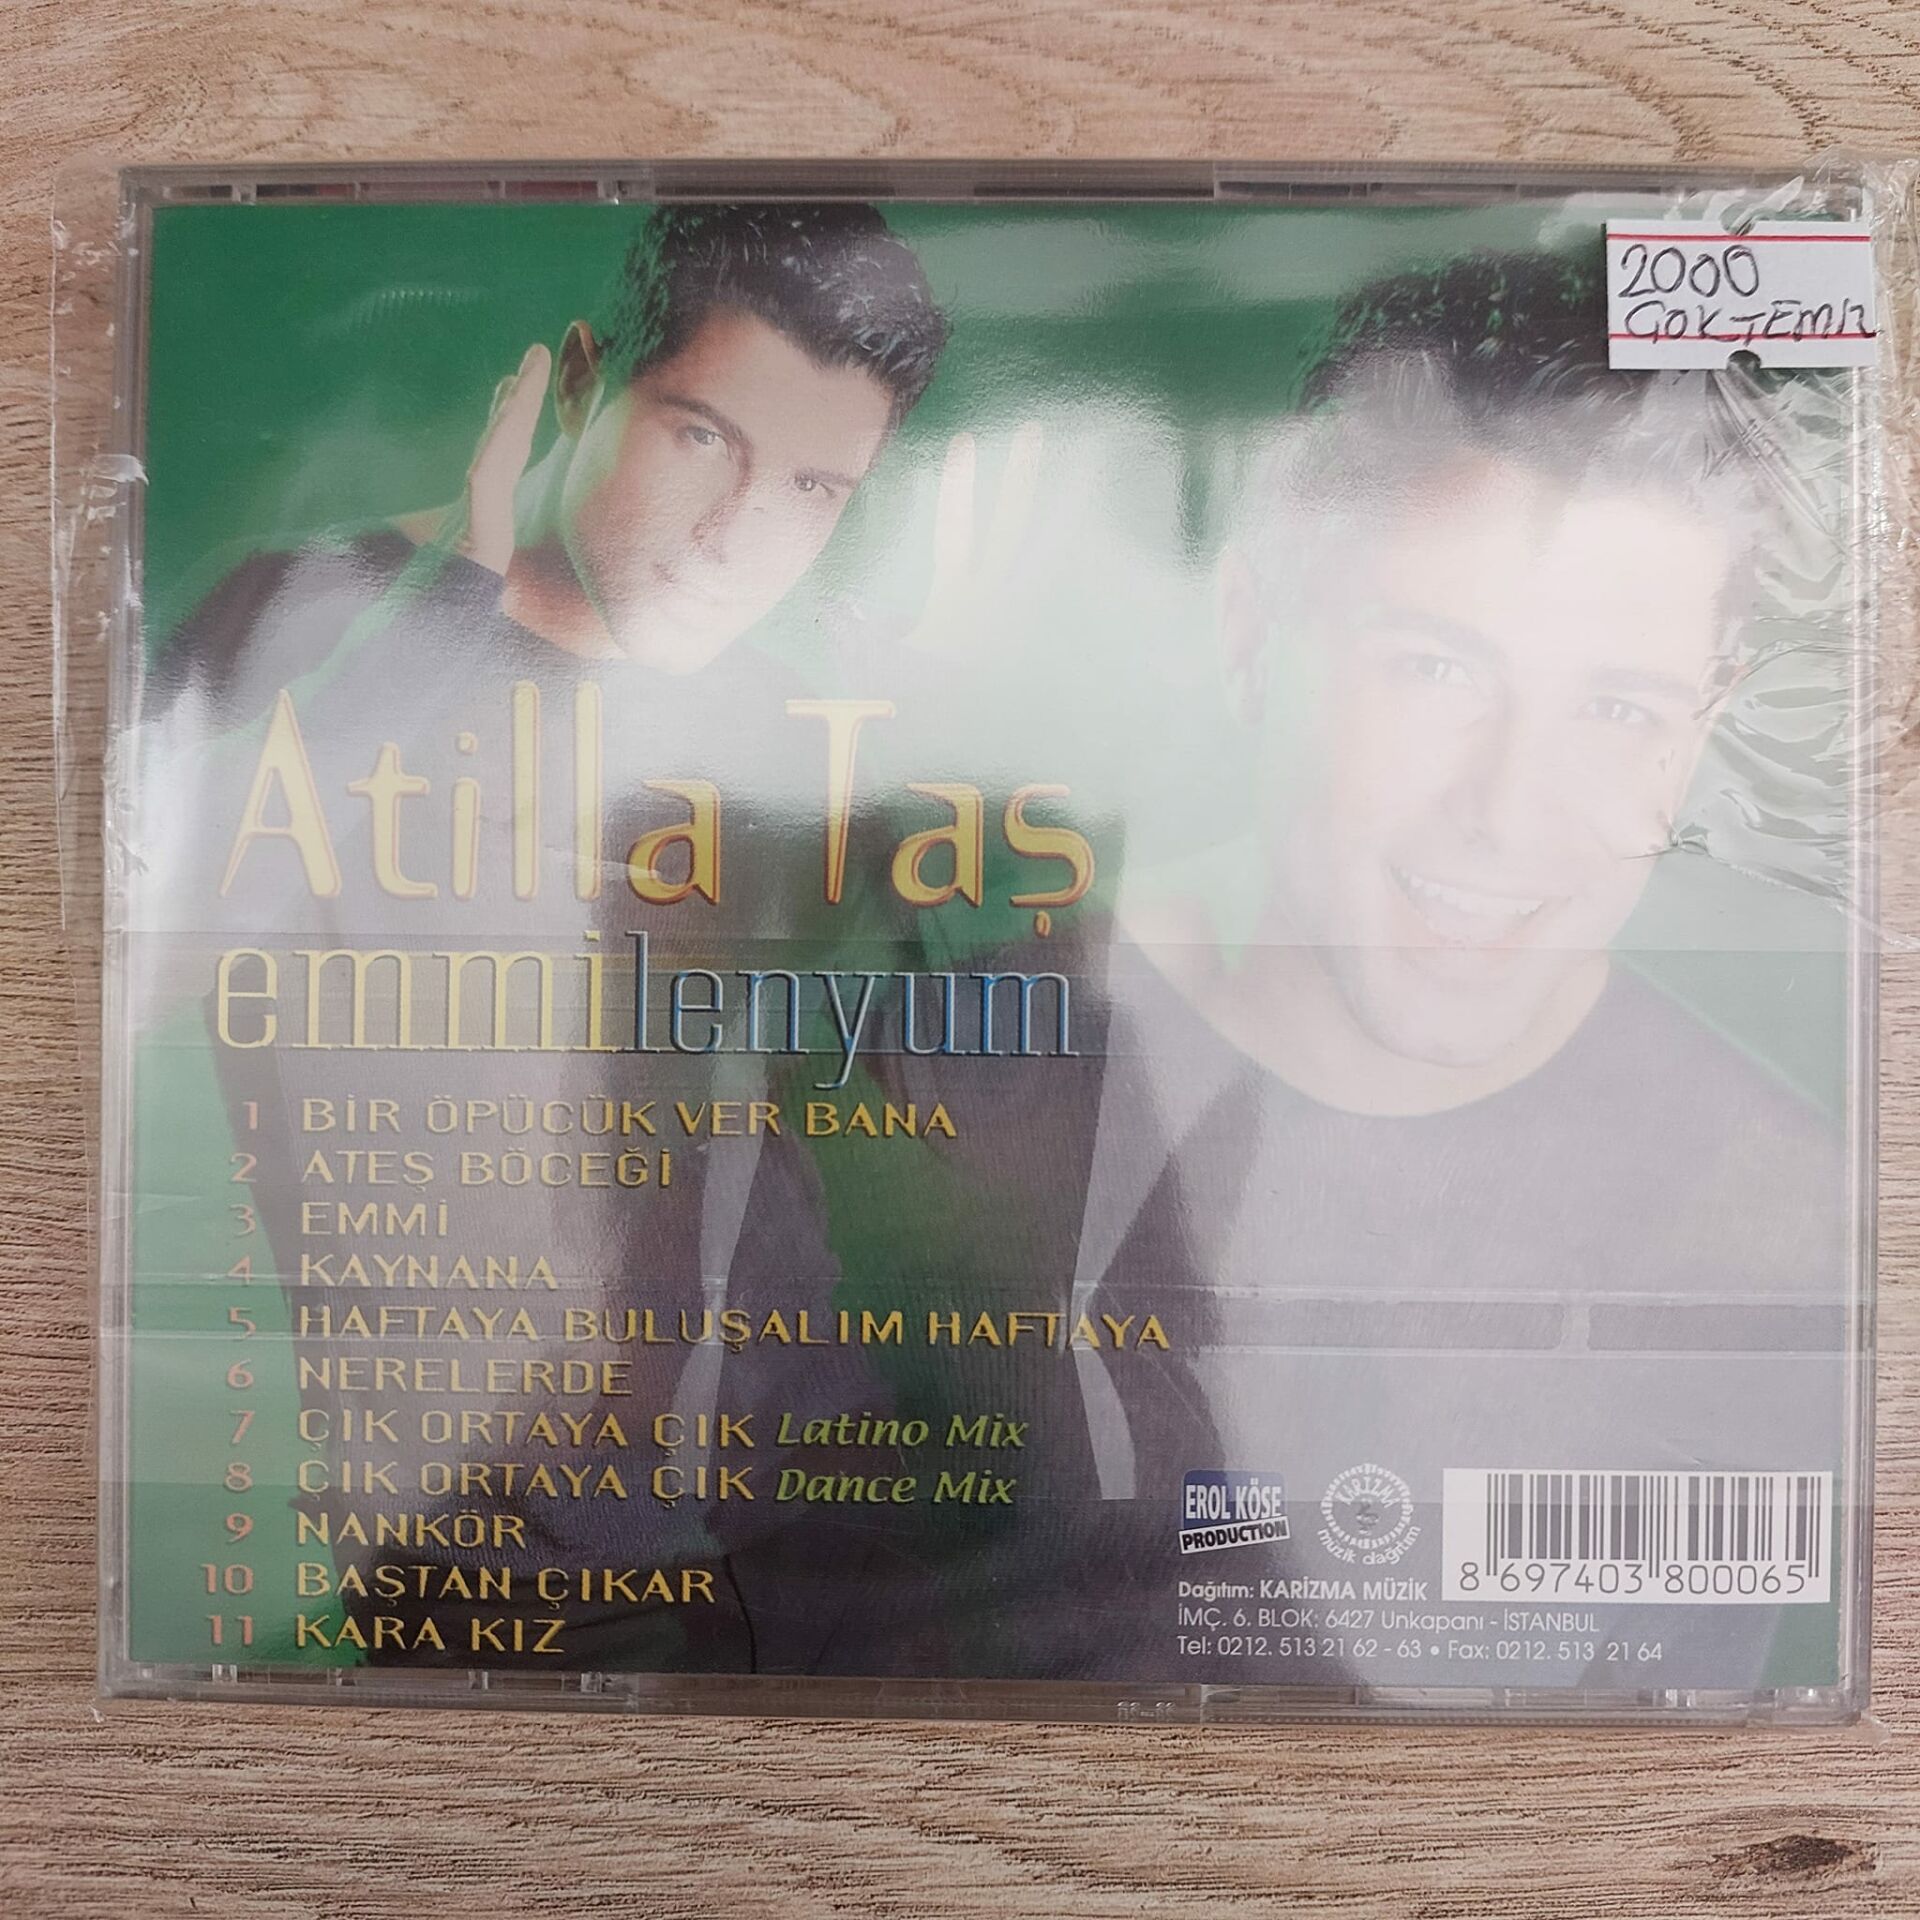 2000
GÖKTEMİR
Atilla Taş
emmilenyum
1 BİR ÖPÜCÜK VER BANA
2 ATEŞ BÖCEĞİ
3 EMMİ
4 KAYNANA
5 HAFTAYA BULUŞALIM HAFTAYA
6 NERELERDE
7 ÇIK ORTAYA ÇIK Latino Mix
8 ÇIK ORTAYA ÇIK Dance Mix
9 NANKÖR
10 BAŞTAN ÇIKAR
11 KARA KIZ
EROL KÖSE
PRODUCTION
KARİZMA
müzik dağıtım
8 697403 800065
Dağıtım: KARİZMA MÜZİK
İMÇ. 6. BLOK: 6427 Unkapanı - İSTANBUL
Tel: 0212. 513 21 62 - 63 • Fax: 0212. 513 21 64